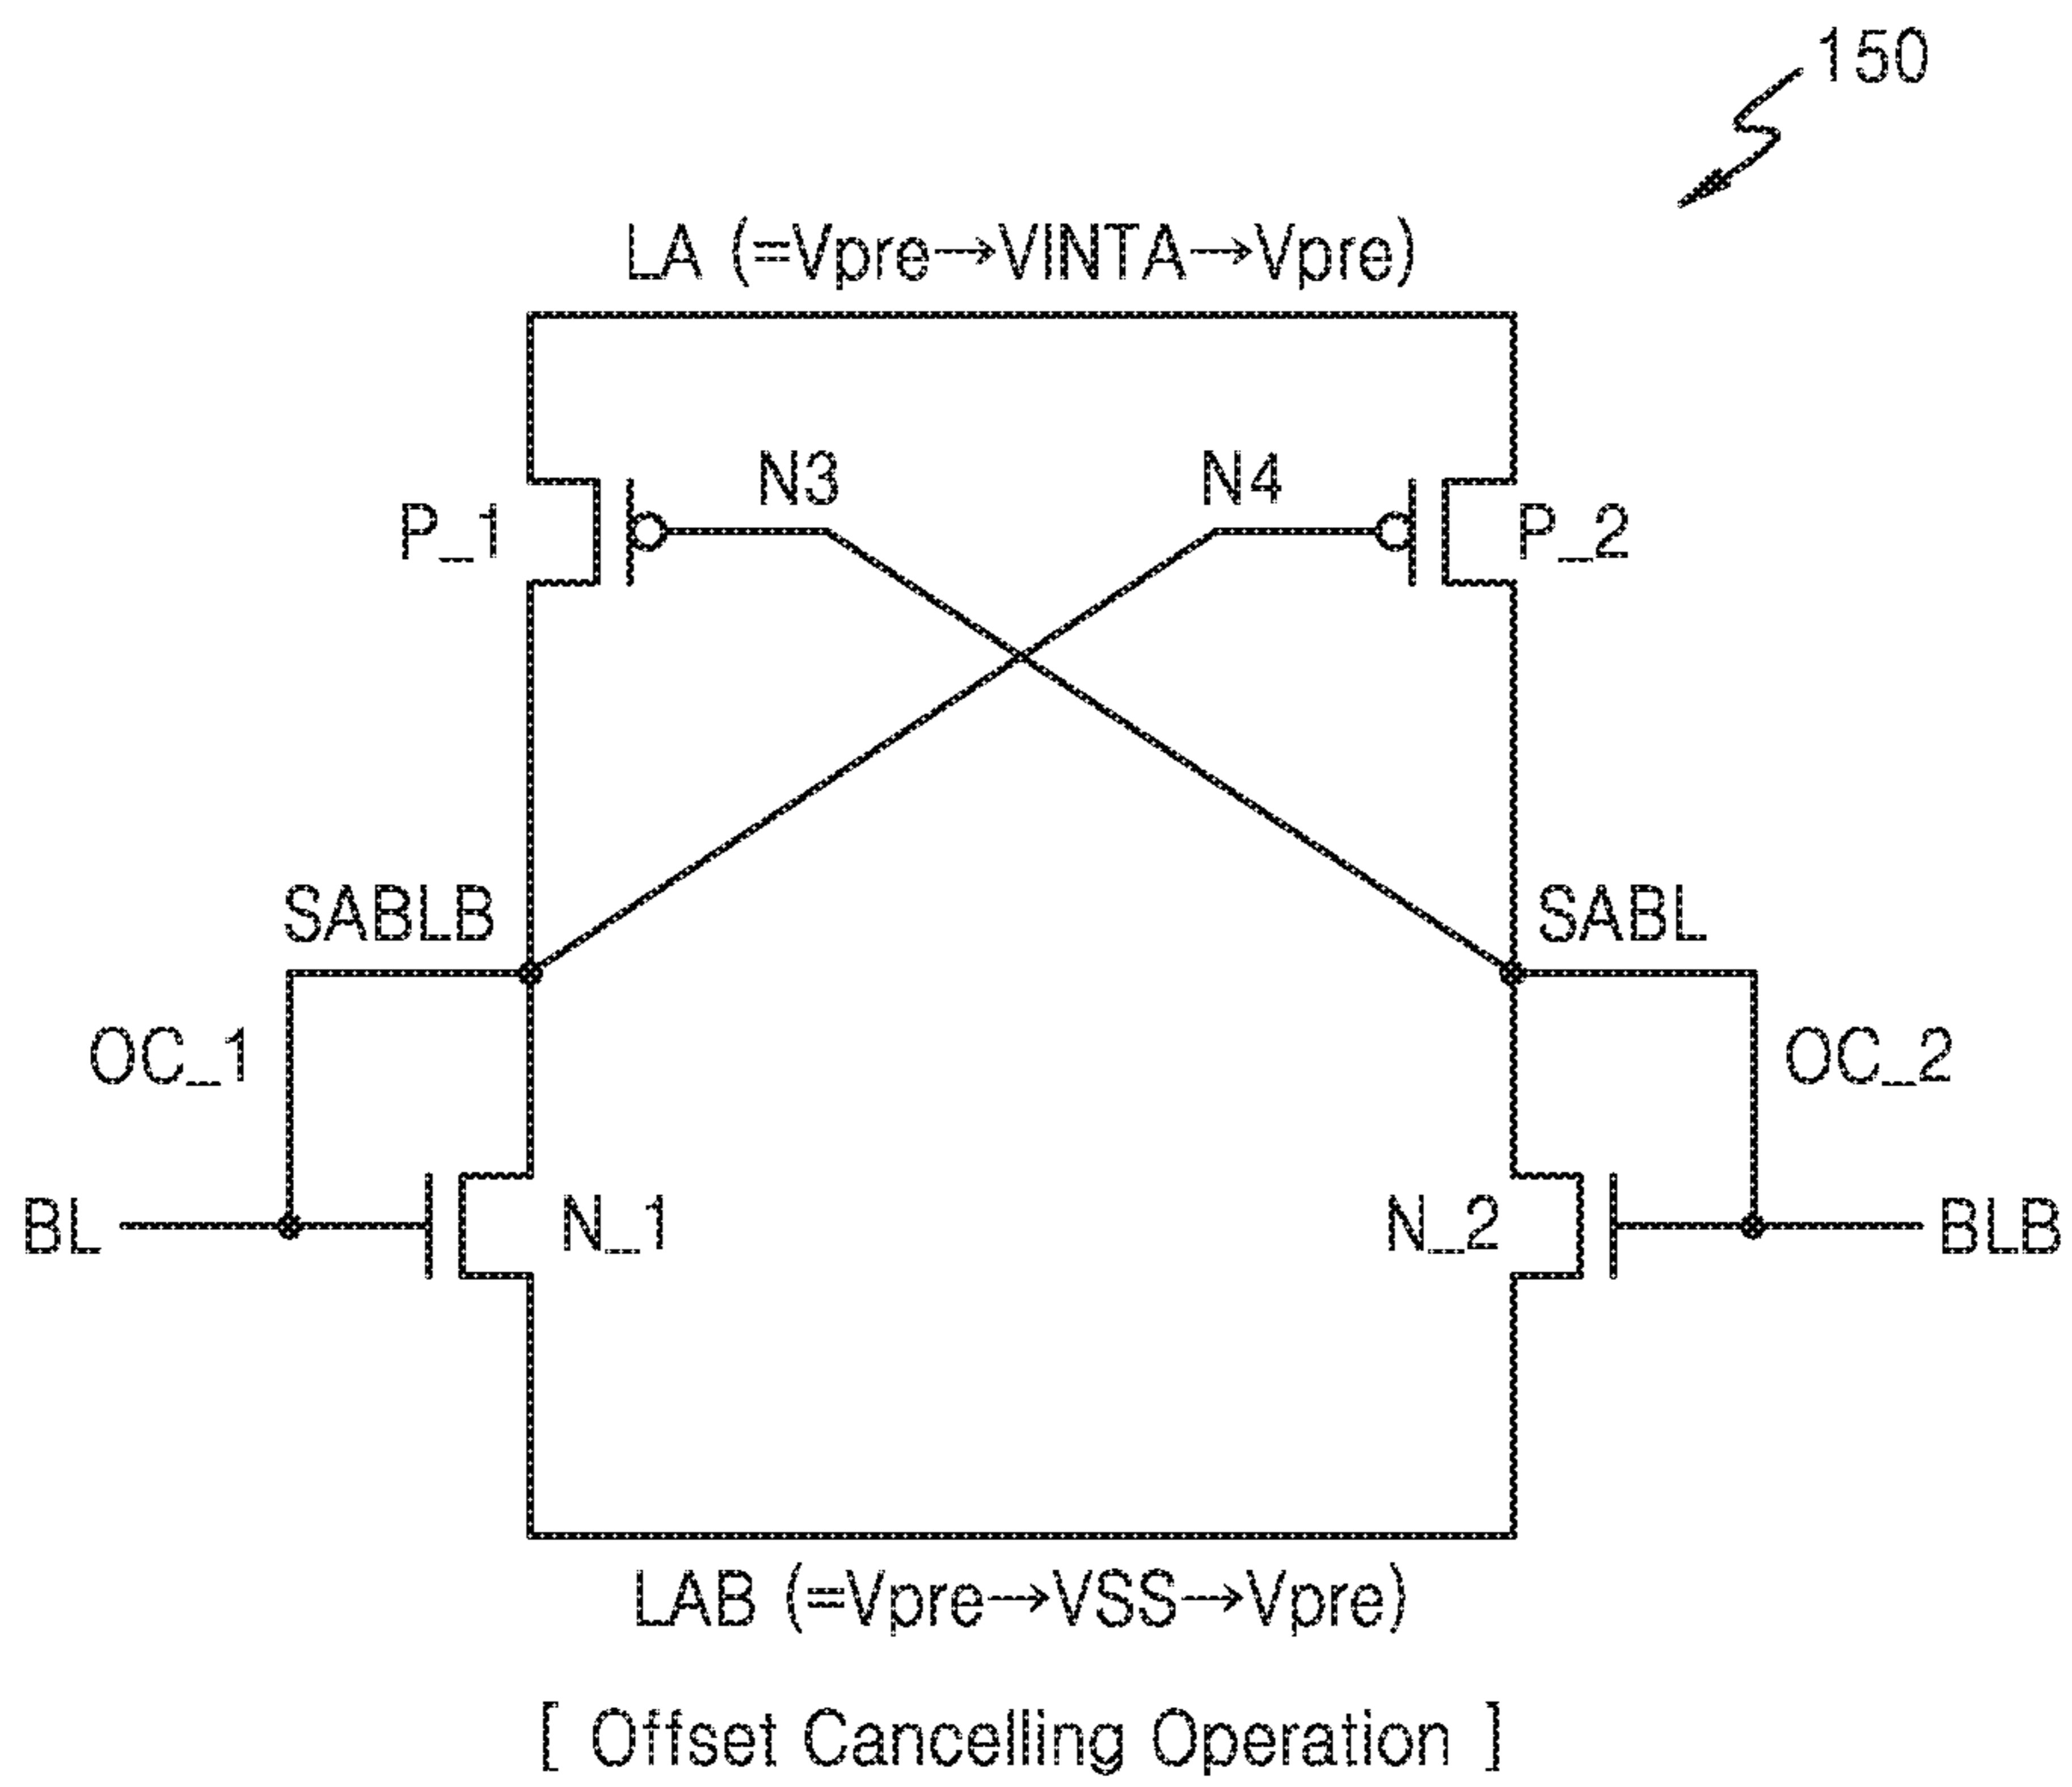 150
LA (=Vpre→VINTA→Vpre)
N3
N4
P_1
P_2
SABLB
SABL
OC_1
OC_2
BL
N_1
N_2
BLB
LAB (=Vpre→VSS→Vpre)
[ Offset Cancelling Operation ]